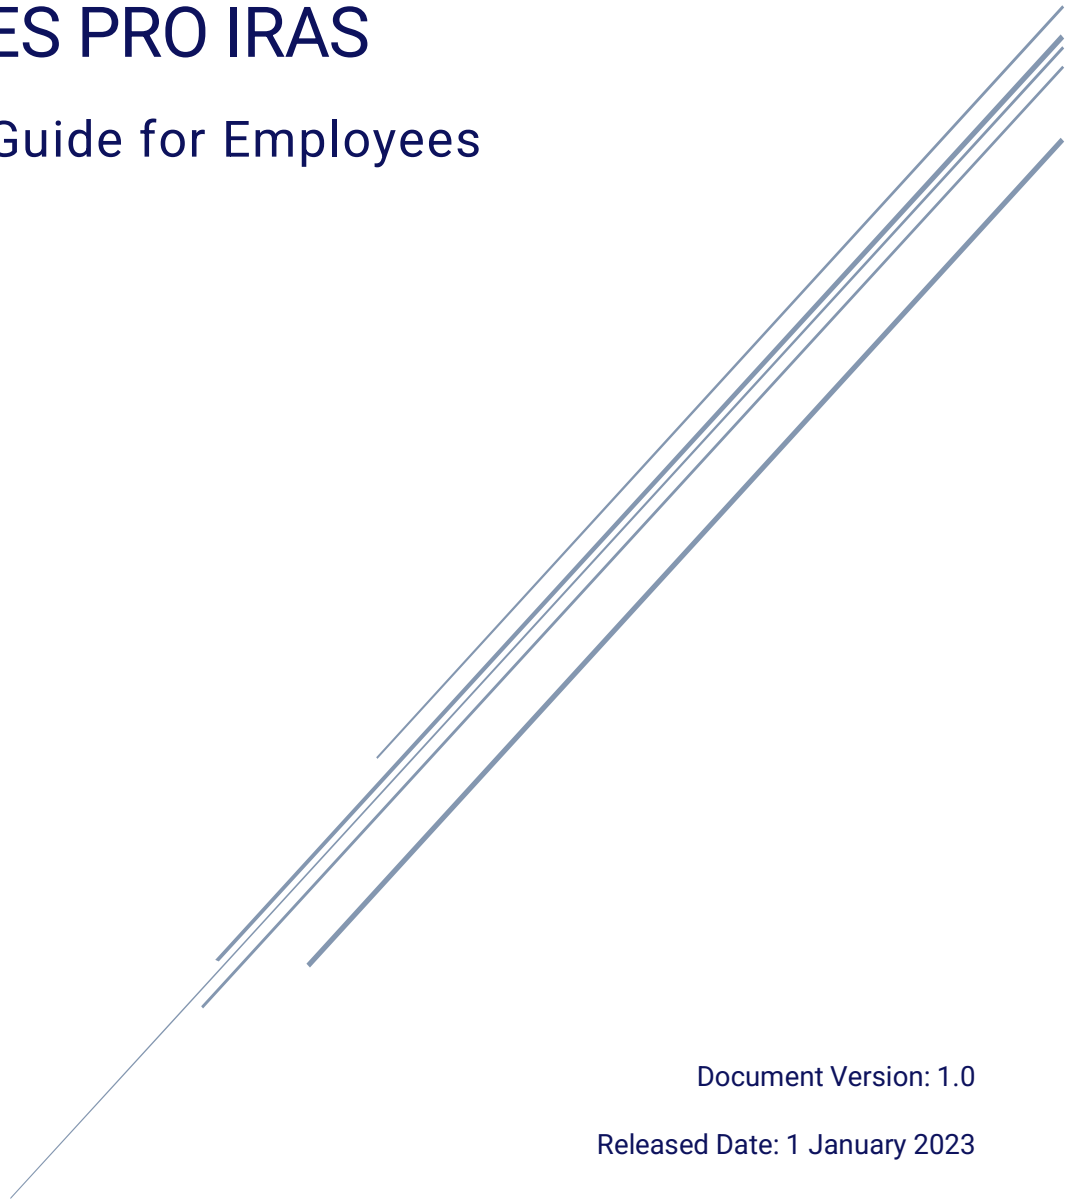 ES PRO IRAS
Guide for Employees
Document Version: 1.0
Released Date: 1 January 2023